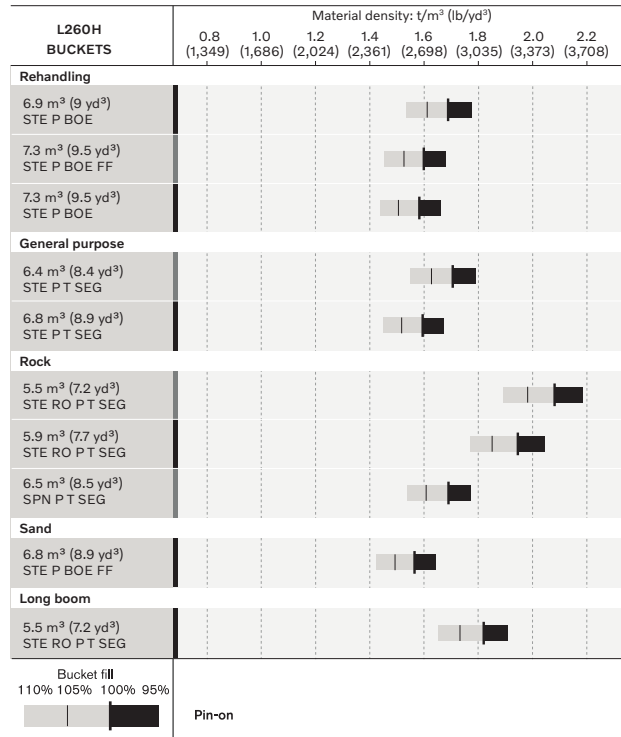 L260H
BUCKETS
Material density: t/m³ (lb/yd³)
0.8 1.0 1.2 1.4 1.6 1.8 2.0 2.2
(1,349) (1,686) (2,024) (2,361) (2,698) (3,035) (3,373) (3,708)
Rehandling
6.9 m³ (9 yd³)
STE P BOE
7.3 m³ (9.5 yd³)
STE P BOE FF
7.3 m³ (9.5 yd³)
STE P BOE
General purpose
6.4 m³ (8.4 yd³)
STE P T SEG
6.8 m³ (8.9 yd³)
STE P T SEG
Rock
5.5 m³ (7.2 yd³)
STE RO P T SEG
5.9 m³ (7.7 yd³)
STE RO P T SEG
6.5 m³ (8.5 yd³)
SPN P T SEG
Sand
6.8 m³ (8.9 yd³)
STE P BOE FF
Long boom
5.5 m³ (7.2 yd³)
STE RO P T SEG
Bucket fill
110% 105% 100% 95%
Pin-on